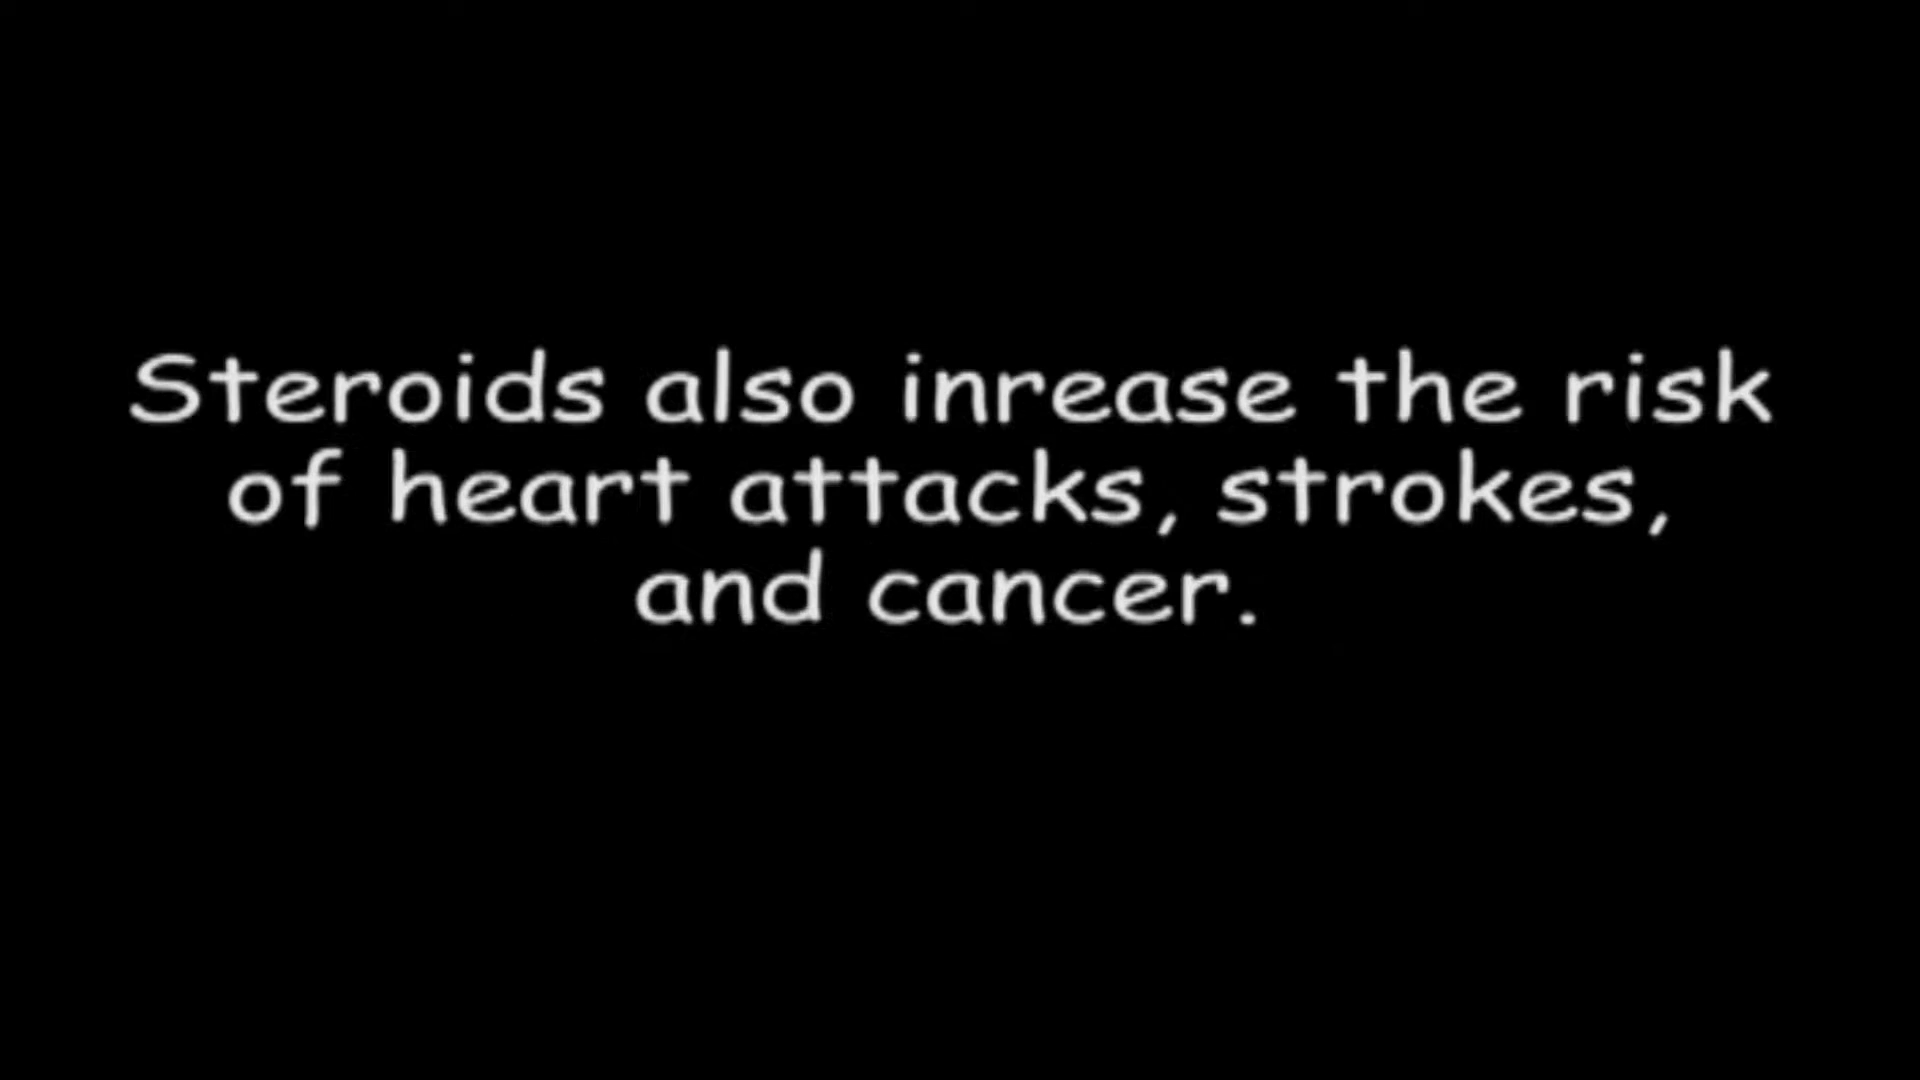 Steroids also inrease the risk
of heart attacks, strokes,
and cancer.